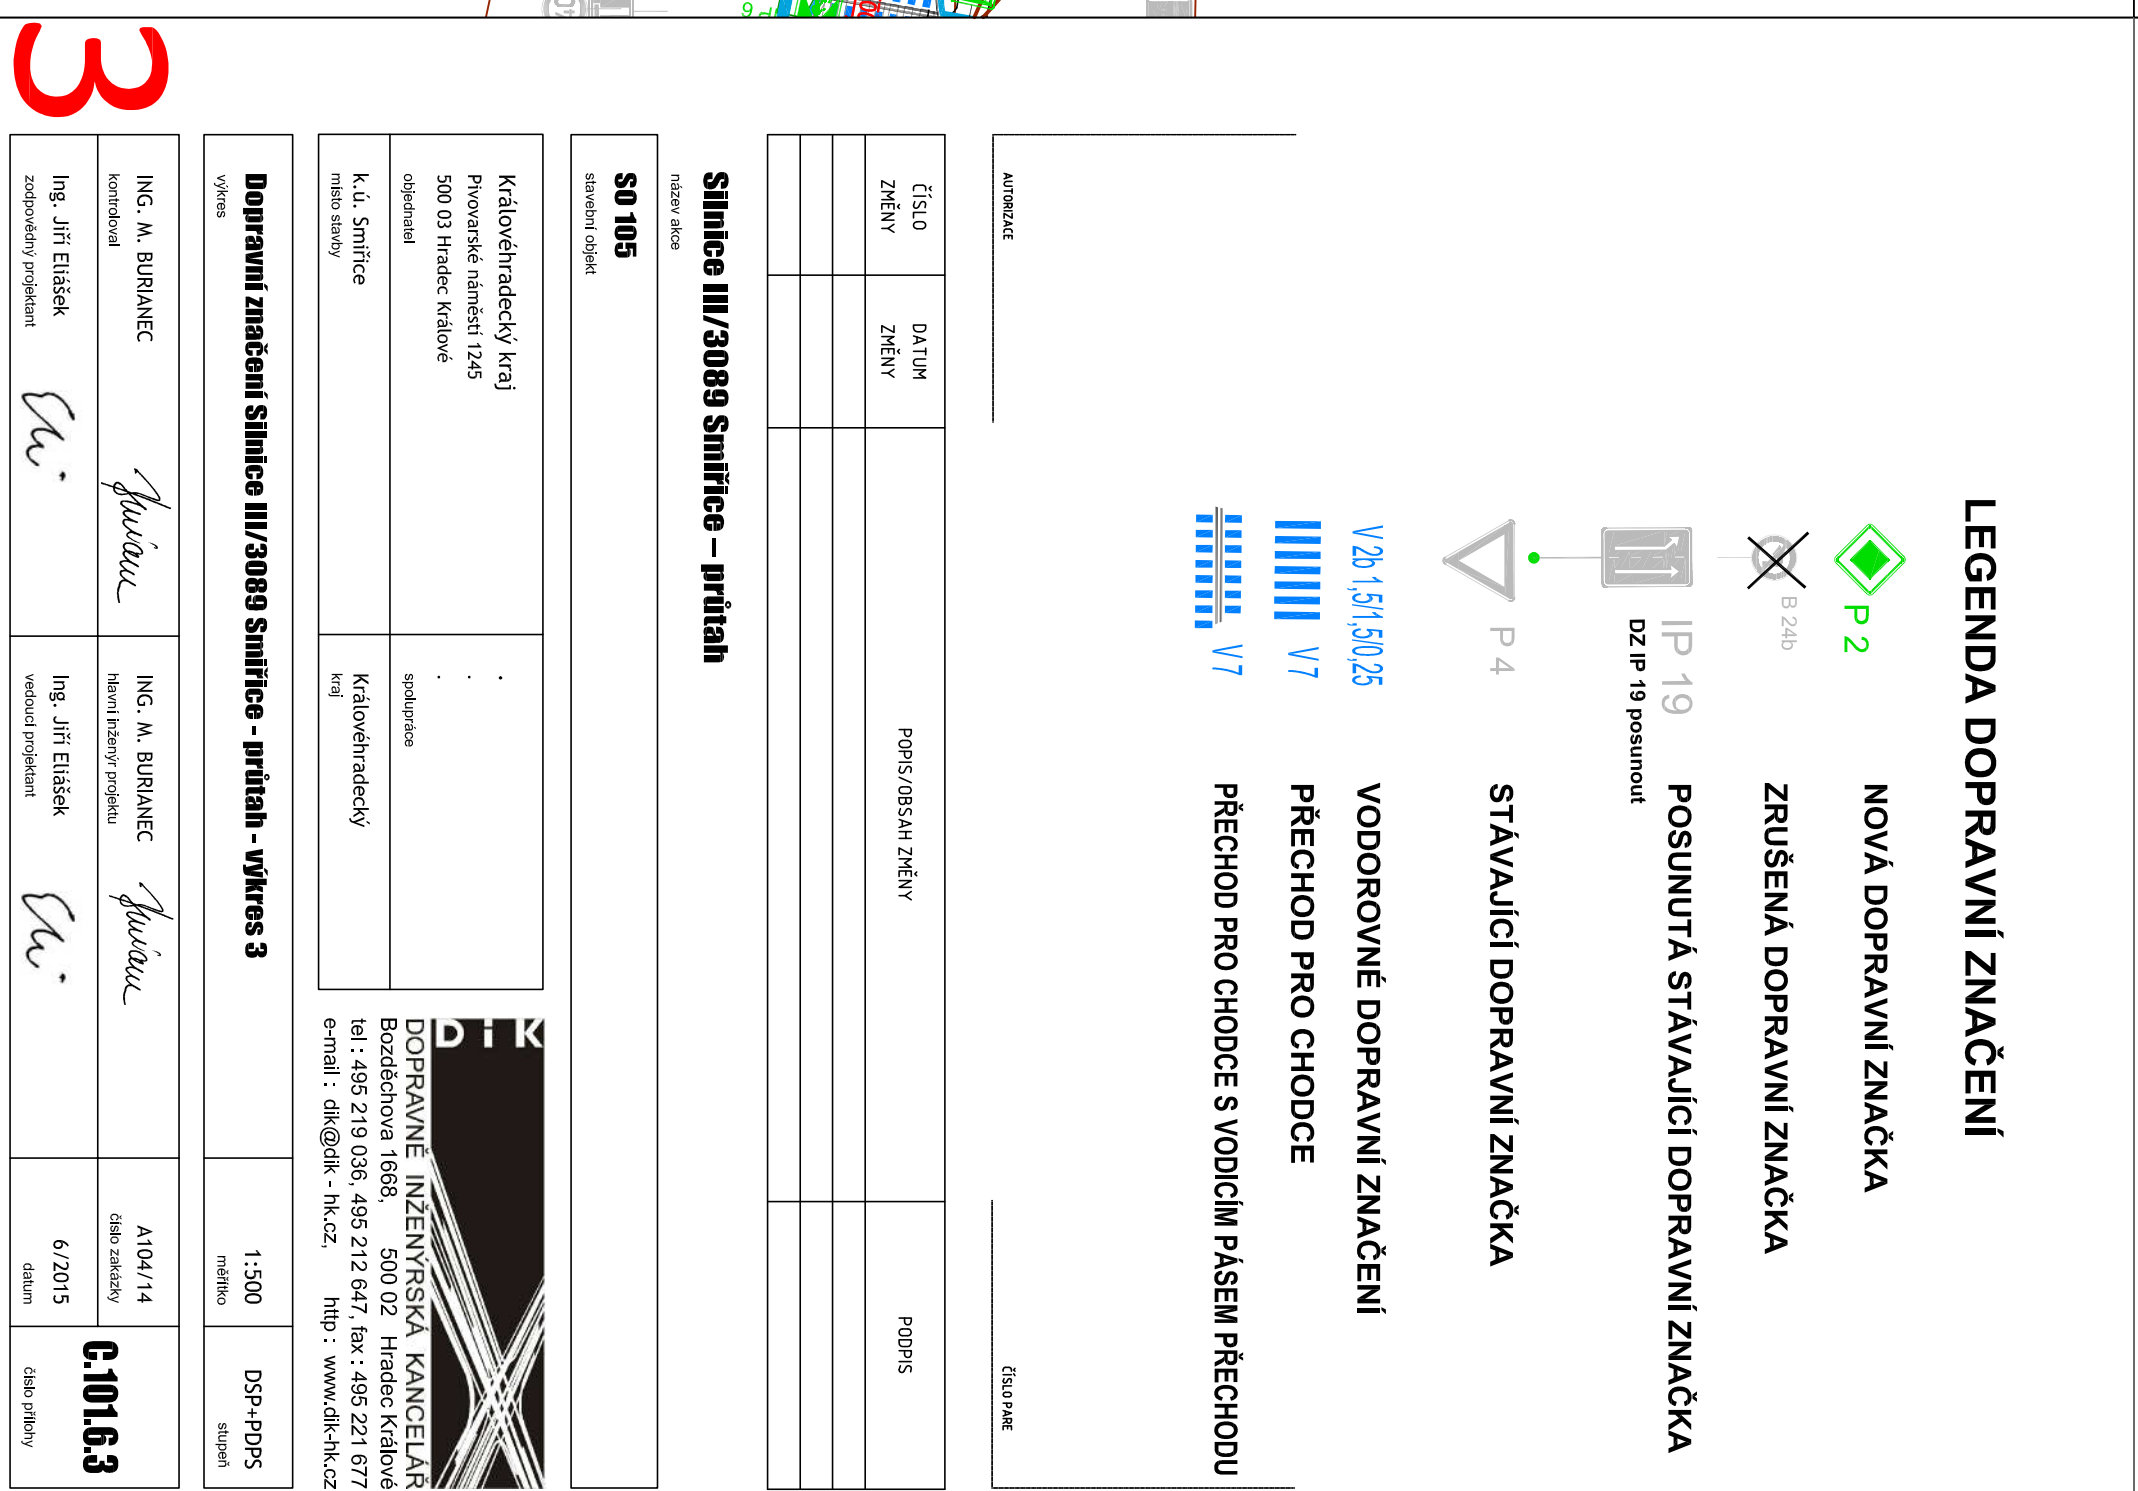 LEGENDA DOPRAVNÍ ZNAČENÍ
P 2
NOVÁ DOPRAVNÍ ZNAČKA
B 24b
ZRUŠENÁ DOPRAVNÍ ZNAČKA
IP 19
DZ IP 19 posunout
POSUNUTÁ STÁVAJÍCÍ DOPRAVNÍ ZNAČKA
P 4
STÁVAJÍCÍ DOPRAVNÍ ZNAČKA
V 2b 1,5/1,5/0,25
VODOROVNÉ DOPRAVNÍ ZNAČENÍ
V 7
PŘECHOD PRO CHODCE
V 7
PŘECHOD PRO CHODCE S VODICÍM PÁSEM PŘECHODU
AUTORIZACE
ČÍSLO PARE
ČÍSLO
ZMĚNY
DATUM
ZMĚNY
POPIS/OBSAH ZMĚNY
PODPIS
Silnice III/3089 Smiřice – průtah
název akce
SO 105
stavební objekt
Královéhradecký kraj
Pivovarské náměstí 1245
500 03 Hradec Králové
objednatel
spolupráce
k.ú. Smiřice
místo stavby
Královéhradecký
kraj
DiK
DOPRAVNĚ INŽENÝRSKÁ KANCELÁŘ
Bozděchova 1668, 500 02 Hradec Králové
tel : 495 219 036, 495 212 647, fax : 495 221 677
e-mail : dik@dik - hk.cz, http : www.dik-hk.cz
Dopravní značení Silnice III/3089 Smiřice - průtah - výkres 3
výkres
1:500
měřítko
DSP+PDPS
stupeň
ING. M. BURIANEC
kontroloval
ING. M. BURIANEC
hlavní inženýr projektu
A104/14
číslo zakázky
Ing. Jiří Eliášek
zodpovědný projektant
Ing. Jiří Eliášek
vedoucí projektant
6/2015
datum
C.101.6.3
číslo přílohy
3